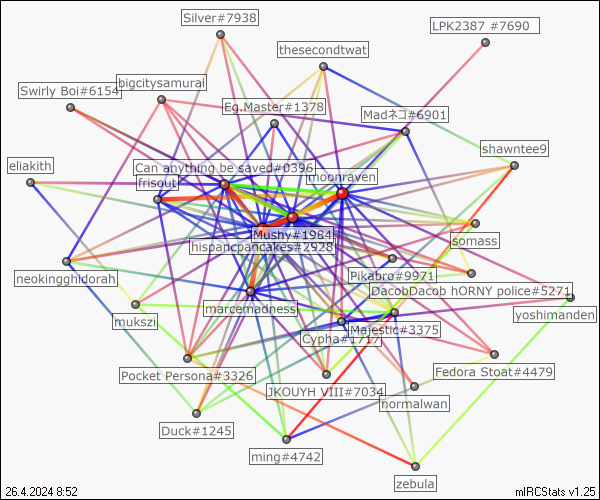 Silver#7938
LPK2387 #7690
thesecondtwat
bigcitysamurai
Swirly Boi#6154
Eg.Master#1378
Madネコ#6901
shawntee9
eliakith
Can anything be saved#0396
moonraven
frisout
Mushy#1984
somass
hispancpancakes#2928
Pikabro#9971
neokingghidorah
DacobDacob hORNY police#5271
marcemadness
yoshimanden
mukszi
Majestic#3375
Cypha#1717
Fedora Stoat#4479
Pocket Persona#3326
JKOUYH VIII#7034
normalwan
Duck#1245
ming#4742
zebula
26.4.2024 8:52
mIRCStats v1.25